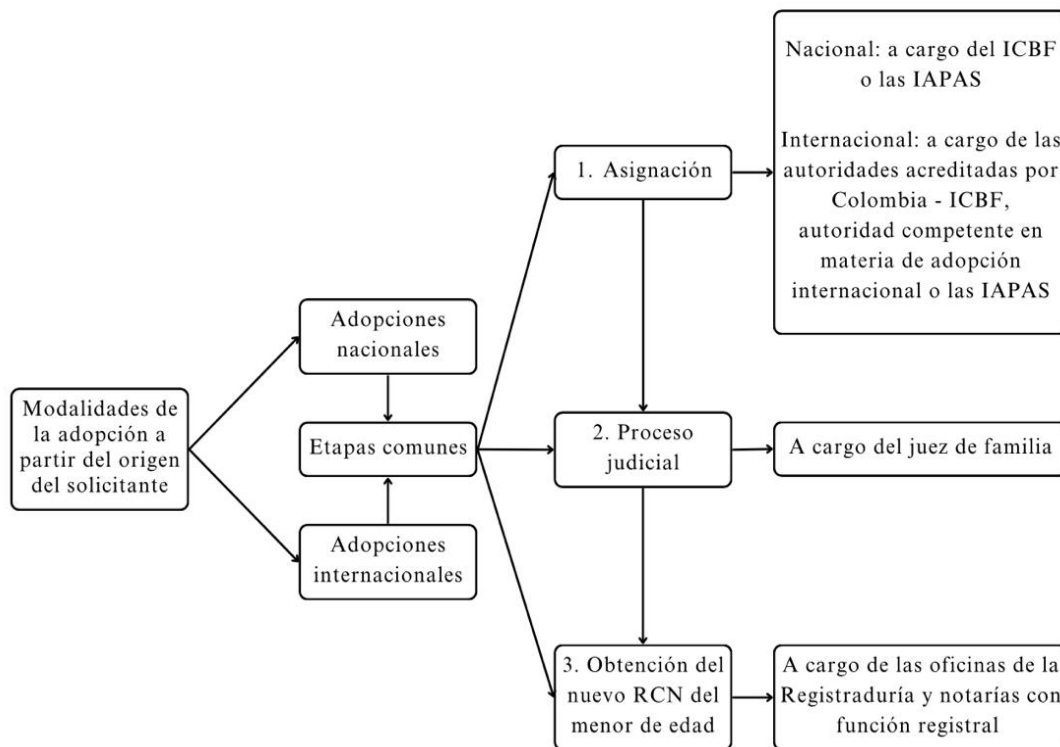 Modalidades de
la adopción a
partir del origen
del solicitante
Adopciones
nacionales
Etapas comunes
Adopciones
internacionales
1. Asignación
Nacional: a cargo del ICBF
o las IAPAS
Internacional: a cargo de las
autoridades acreditadas por
Colombia - ICBF,
autoridad competente en
materia de adopción
internacional o las IAPAS
2. Proceso
judicial
A cargo del juez de familia
3. Obtención del
nuevo RCN del
menor de edad
A cargo de las oficinas de la
Registraduría y notarías con
función registral